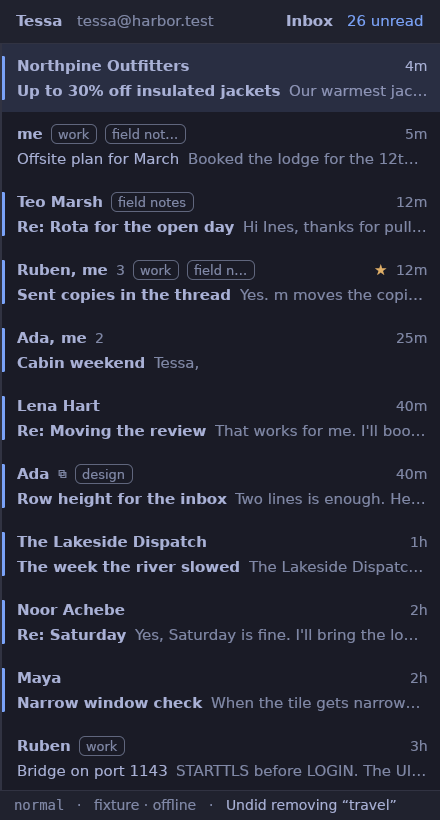 Tessa tessa@harbor.test Inbox 26 unread
Northpine Outfitters 4m
Up to 30% off insulated jackets Our warmest jac…
me work field not… 5m
Offsite plan for March Booked the lodge for the 12t…
Teo Marsh field notes 12m
Re: Rota for the open day Hi Ines, thanks for pull…
Ruben, me 3 work field n… ★ 12m
Sent copies in the thread Yes. m moves the copi…
Ada, me 2 25m
Cabin weekend Tessa,
Lena Hart 40m
Re: Moving the review That works for me. I'll boo…
Ada design 40m
Row height for the inbox Two lines is enough. He…
The Lakeside Dispatch 1h
The week the river slowed The Lakeside Dispatc…
Noor Achebe 2h
Re: Saturday Yes, Saturday is fine. I'll bring the lo…
Maya 2h
Narrow window check When the tile gets narrow…
Ruben work 3h
Bridge on port 1143 STARTTLS before LOGIN. The UI…
normal · fixture · offline · Undid removing “travel”